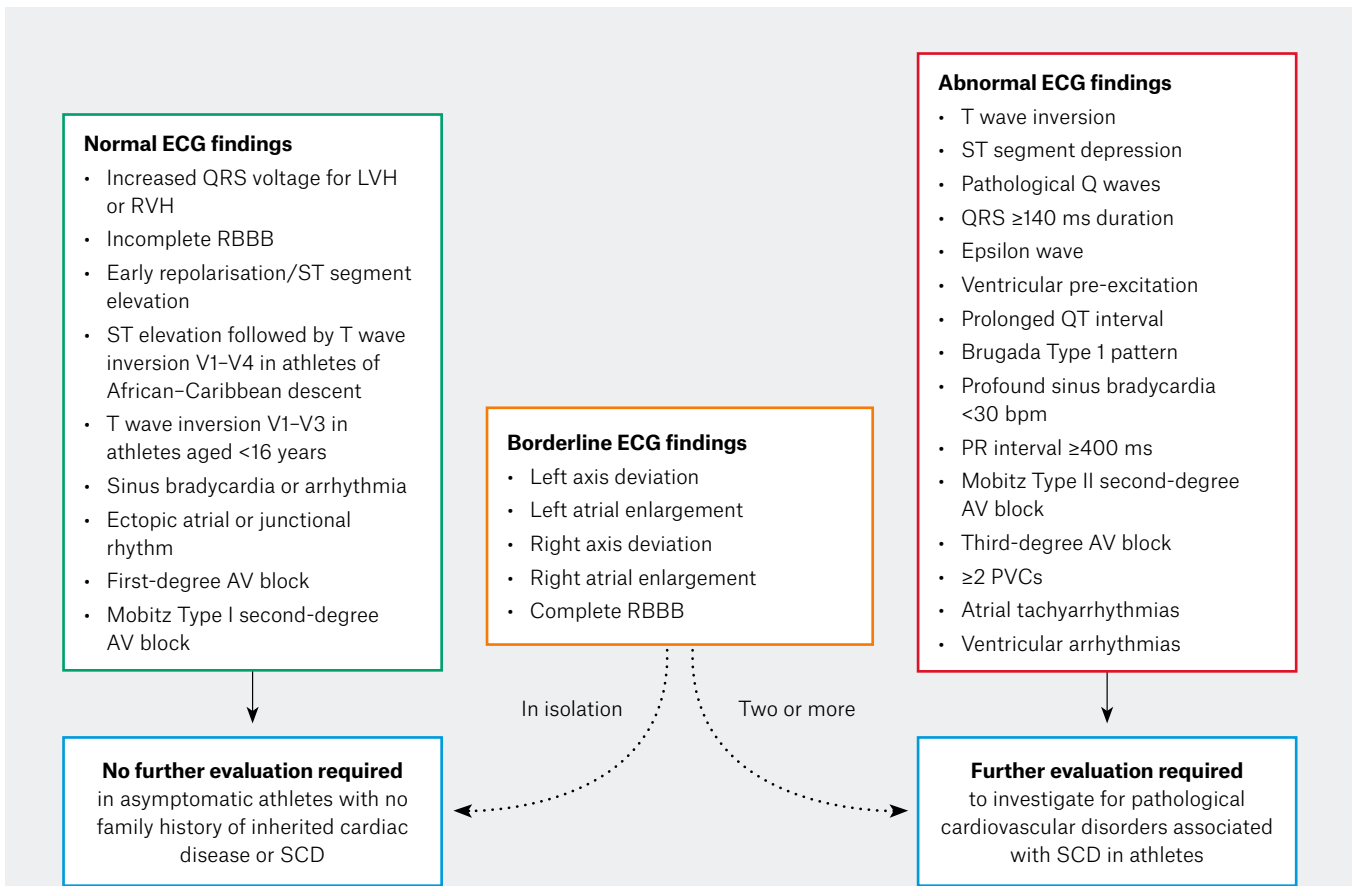 Normal ECG findings
• Increased QRS voltage for LVH
or RVH
• Incomplete RBBB
• Early repolarisation/ST segment
elevation
• ST elevation followed by T wave
inversion V1–V4 in athletes of
African–Caribbean descent
• T wave inversion V1–V3 in
athletes aged <16 years
• Sinus bradycardia or arrhythmia
• Ectopic atrial or junctional
rhythm
• First-degree AV block
• Mobitz Type I second-degree
AV block
Borderline ECG findings
• Left axis deviation
• Left atrial enlargement
• Right axis deviation
• Right atrial enlargement
• Complete RBBB
Abnormal ECG findings
• T wave inversion
• ST segment depression
• Pathological Q waves
• QRS ≥140 ms duration
• Epsilon wave
• Ventricular pre-excitation
• Prolonged QT interval
• Brugada Type 1 pattern
• Profound sinus bradycardia
<30 bpm
• PR interval ≥400 ms
• Mobitz Type II second-degree
AV block
• Third-degree AV block
• ≥2 PVCs
• Atrial tachyarrhythmias
• Ventricular arrhythmias
In isolation
Two or more
No further evaluation required
in asymptomatic athletes with no
family history of inherited cardiac
disease or SCD
Further evaluation required
to investigate for pathological
cardiovascular disorders associated
with SCD in athletes